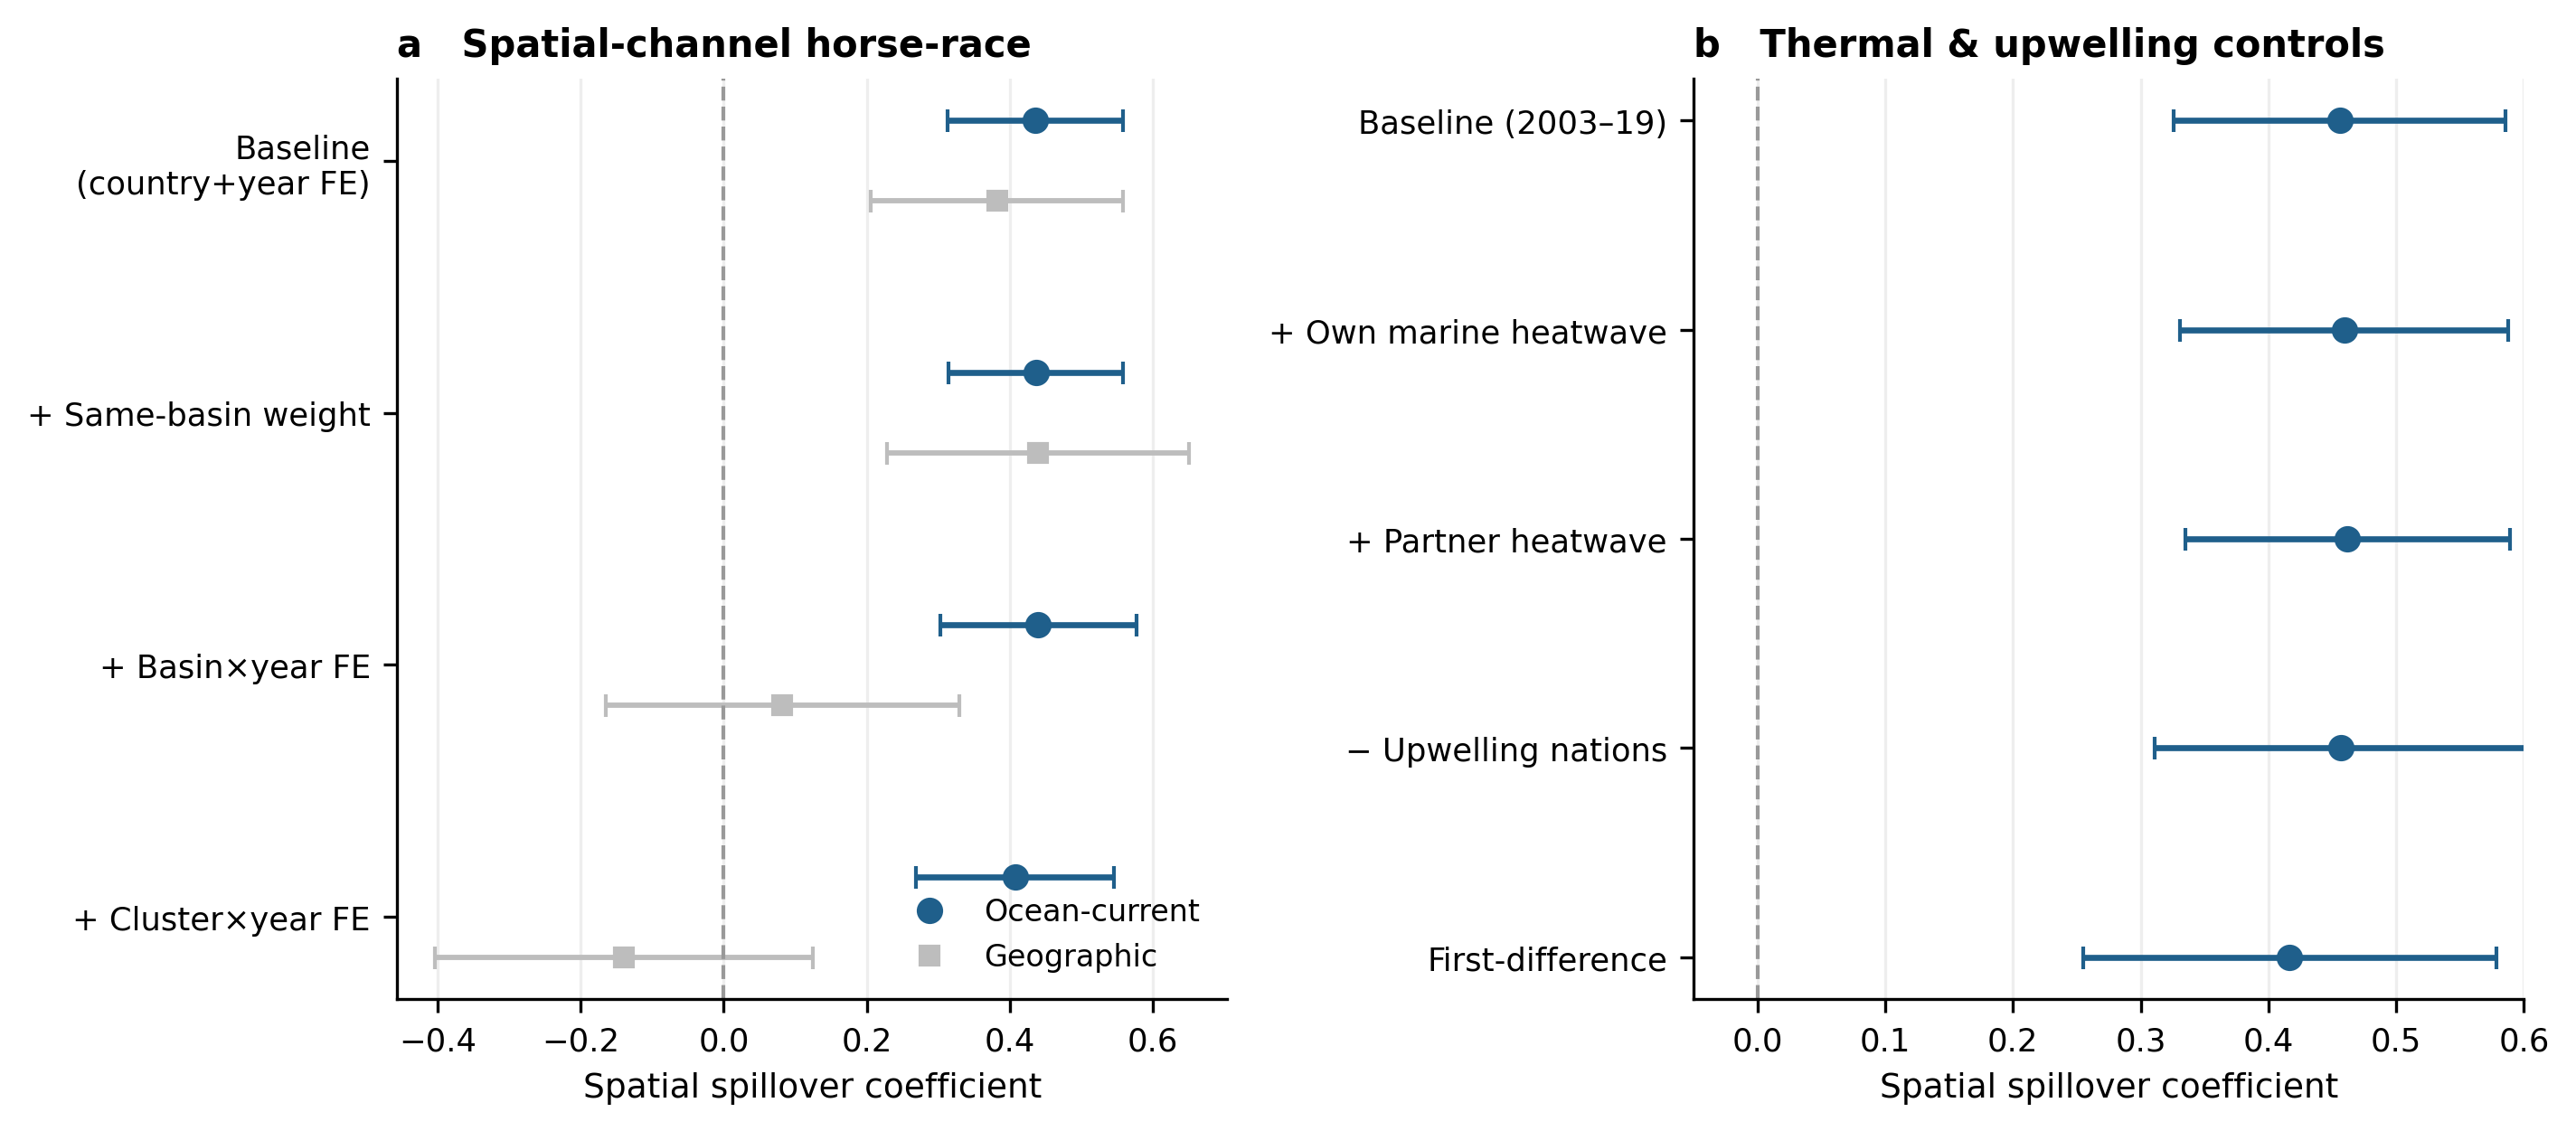 a Spatial-channel horse-race
Baseline
(country+year FE)
+ Same-basin weight
+ Basin×year FE
+ Cluster×year FE
Ocean-current
Geographic
−0.4 −0.2 0.0 0.2 0.4 0.6
Spatial spillover coefficient
b Thermal & upwelling controls
Baseline (2003–19)
+ Own marine heatwave
+ Partner heatwave
− Upwelling nations
First-difference
0.0 0.1 0.2 0.3 0.4 0.5 0.6
Spatial spillover coefficient